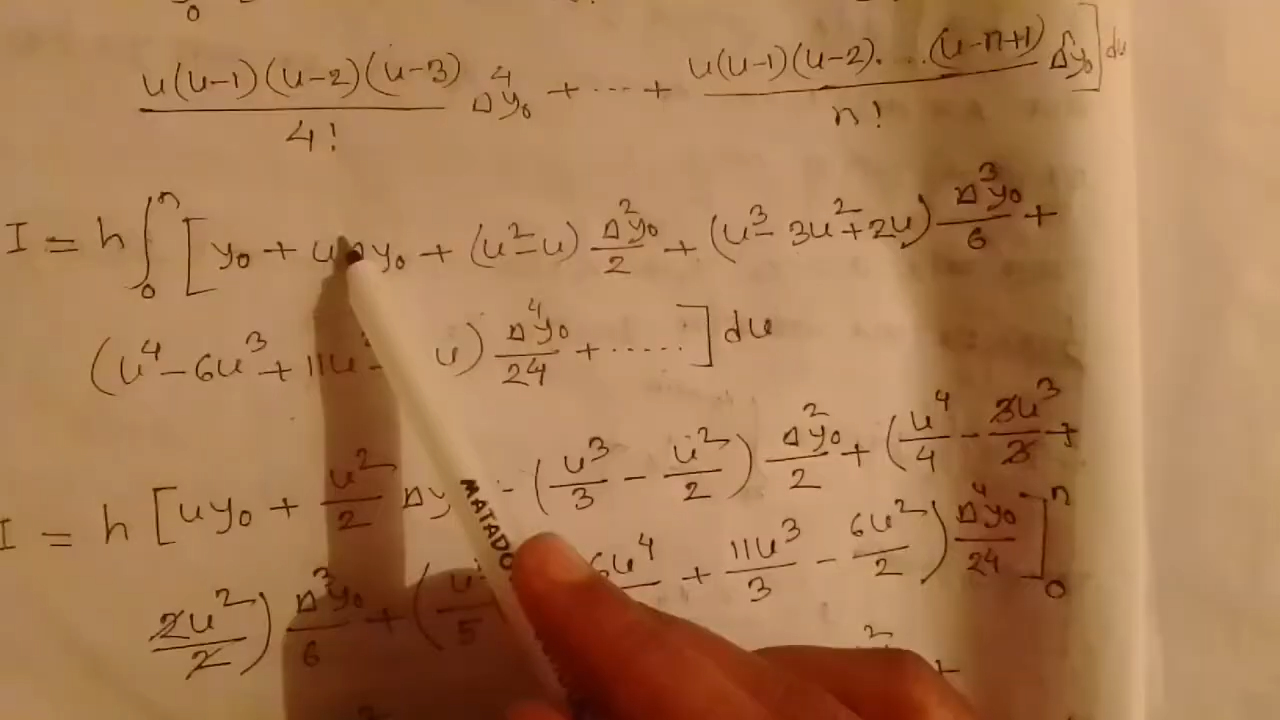 u(u-1)(u-2)(u-3)/4! Δ⁴y₀ + ... + u(u-1)(u-2)....(u-n+1)/n! Δⁿy₀] du
I = h ∫₀ⁿ [y₀ + uΔy₀ + (u²-u) Δ²y₀/2 + (u³-3u²+2u) Δ³y₀/6 +
(u⁴-6u³+11u²- u) Δ⁴y₀/24 + .....] du
I = h [uy₀ + u²/2 Δy (u³/3 - u²/2) Δ²y₀/2 + (u⁴/4 - 3u³/3 +
2u²/2) Δ³y₀/6 + (u /5 6u⁴ + 11u³/3 - 6u²/2) Δ⁴y₀/24]₀ⁿ